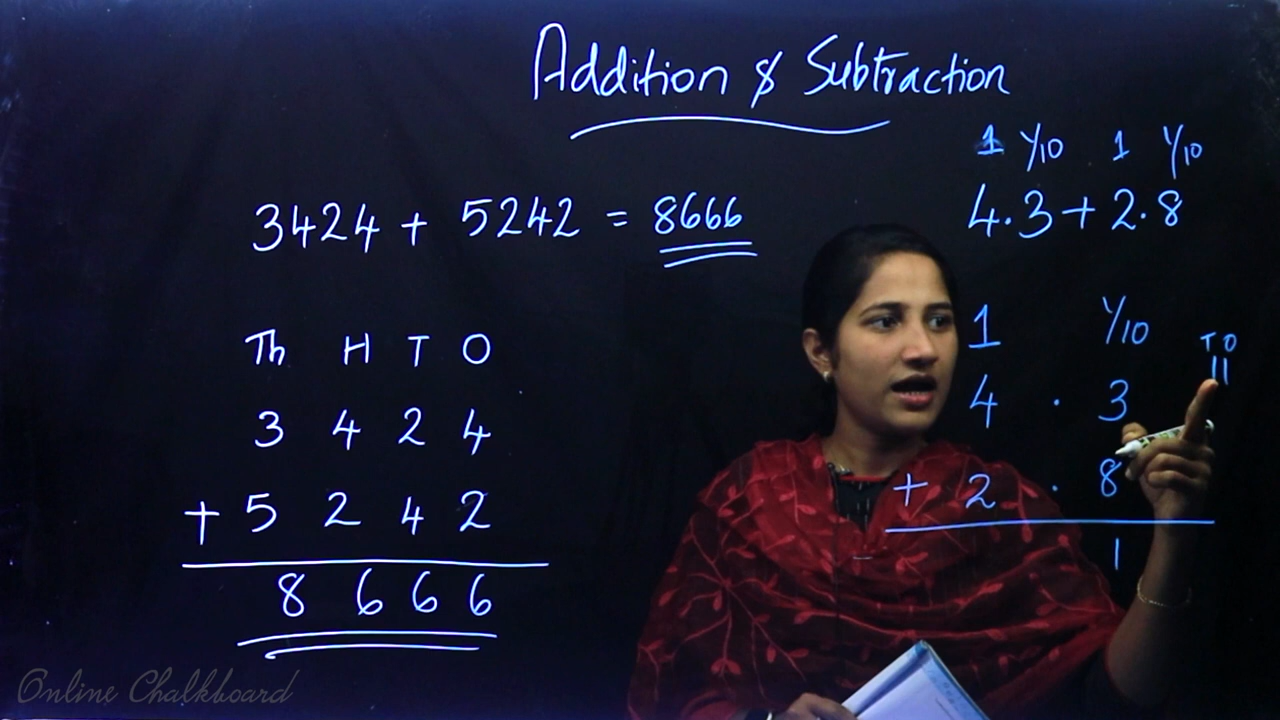 Addition & Subtraction
1 1/10 1 1/10
3424 + 5242 = 8666
4.3 + 2.8
Th H T O
3 4 2 4
+ 5 2 4 2
8 6 6 6
1 1/10
4 . 3
+ 2 . 8
1
T O
11
Online Chalkboard